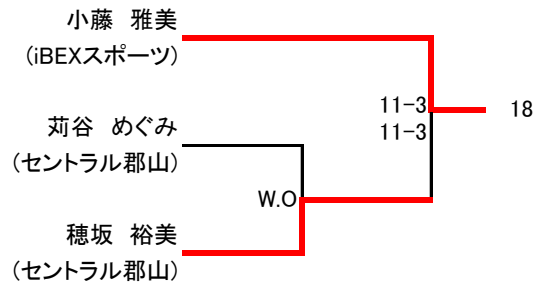 小藤　雅美
（iBEXスポーツ）
11-3
11-3
18
苅谷　めぐみ
（セントラル郡山）
W.O
穂坂　裕美
（セントラル郡山）